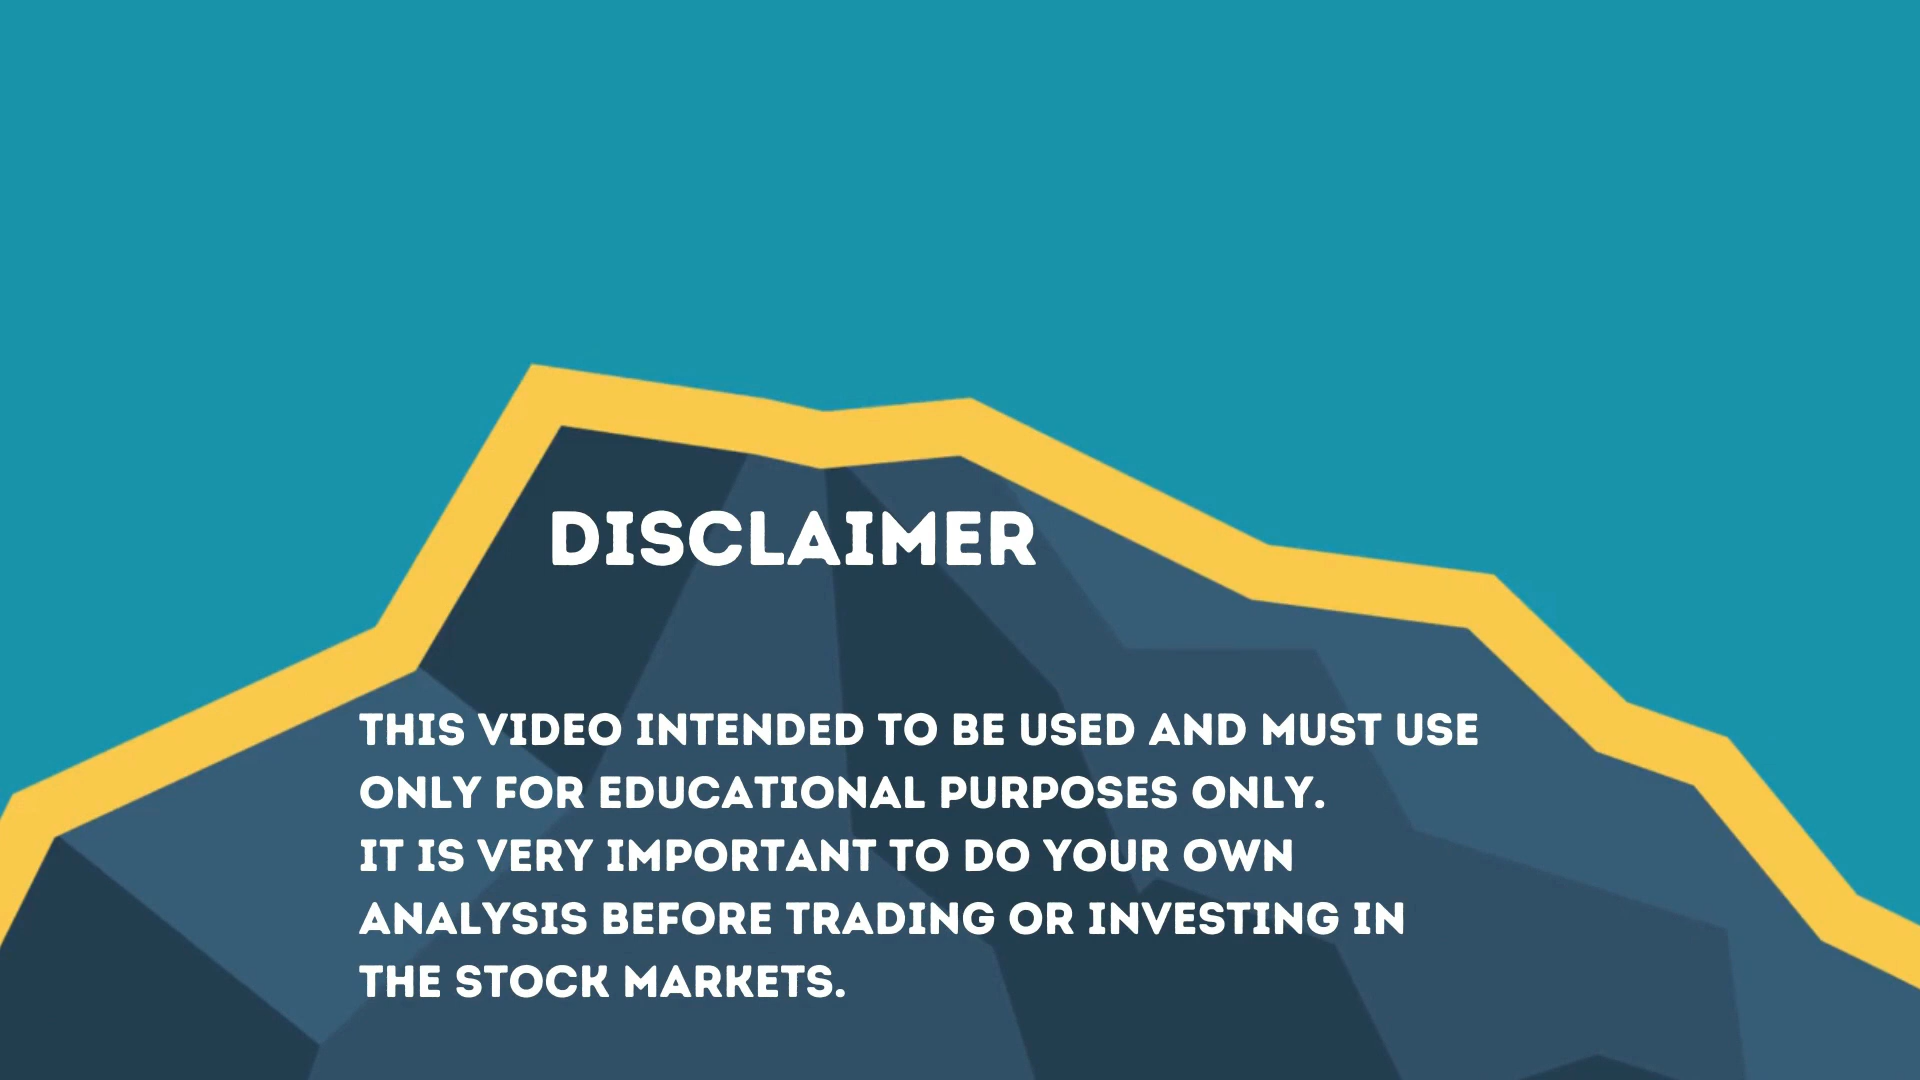 DISCLAIMER
THIS VIDEO INTENDED TO BE USED AND MUST USE
ONLY FOR EDUCATIONAL PURPOSES ONLY.
IT IS VERY IMPORTANT TO DO YOUR OWN
ANALYSIS BEFORE TRADING OR INVESTING IN
THE STOCK MARKETS.